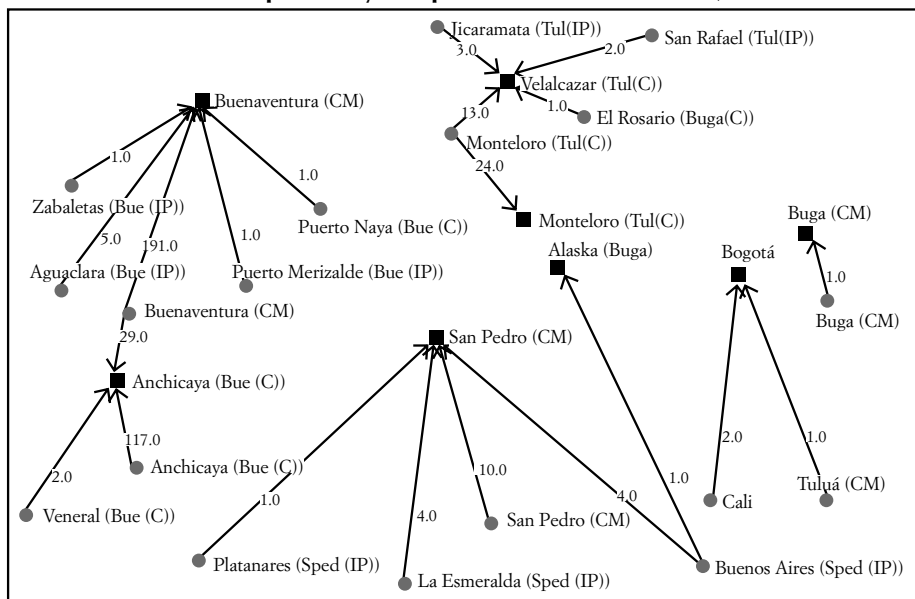 Jicaramata (Tul(IP))
3.0
2.0
San Rafael (Tul(IP))
Velalcazar (Tul(C))
Buenaventura (CM)
13.0
1.0
El Rosario (Buga(C))
Monteloro (Tul(C))
24.0
1.0
1.0
Zabaletas (Bue (IP))
Puerto Naya (Bue (C))
Monteloro (Tul(C))
Buga (CM)
5.0
191.0
1.0
Alaska (Buga)
Bogotá
Aguaclara (Bue (IP))
Puerto Merizalde (Bue (IP))
1.0
Buenaventura (CM)
Buga (CM)
29.0
San Pedro (CM)
Anchicaya (Bue (C))
117.0
2.0
1.0
Anchicaya (Bue (C))
2.0
10.0
1.0
1.0
4.0
Tuluá (CM)
Cali
Veneral (Bue (C))
4.0
San Pedro (CM)
Platanares (Sped (IP))
Buenos Aires (Sped (IP))
La Esmeralda (Sped (IP))